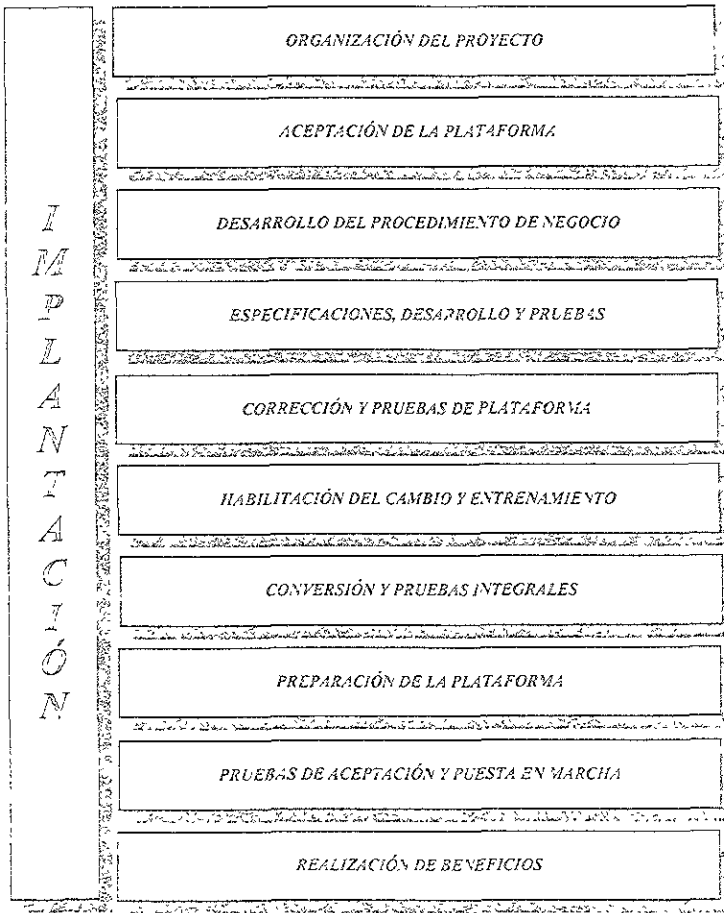 IMPLANTACIÓN
ORGANIZACIÓN DEL PROYECTO
ACEPTACIÓN DE LA PLATAFORMA
DESARROLLO DEL PROCEDIMIENTO DE NEGOCIO
ESPECIFICACIONES, DESARROLLO Y PRUEBAS
CORRECCIÓN Y PRUEBAS DE PLATAFORMA
HABILITACIÓN DEL CAMBIO Y ENTRENAMIENTO
CONVERSIÓN Y PRUEBAS INTEGRALES
PREPARACIÓN DE LA PLATAFORMA
PRUEBAS DE ACEPTACIÓN Y PUESTA EN MARCHA
REALIZACIÓN DE BENEFICIOS